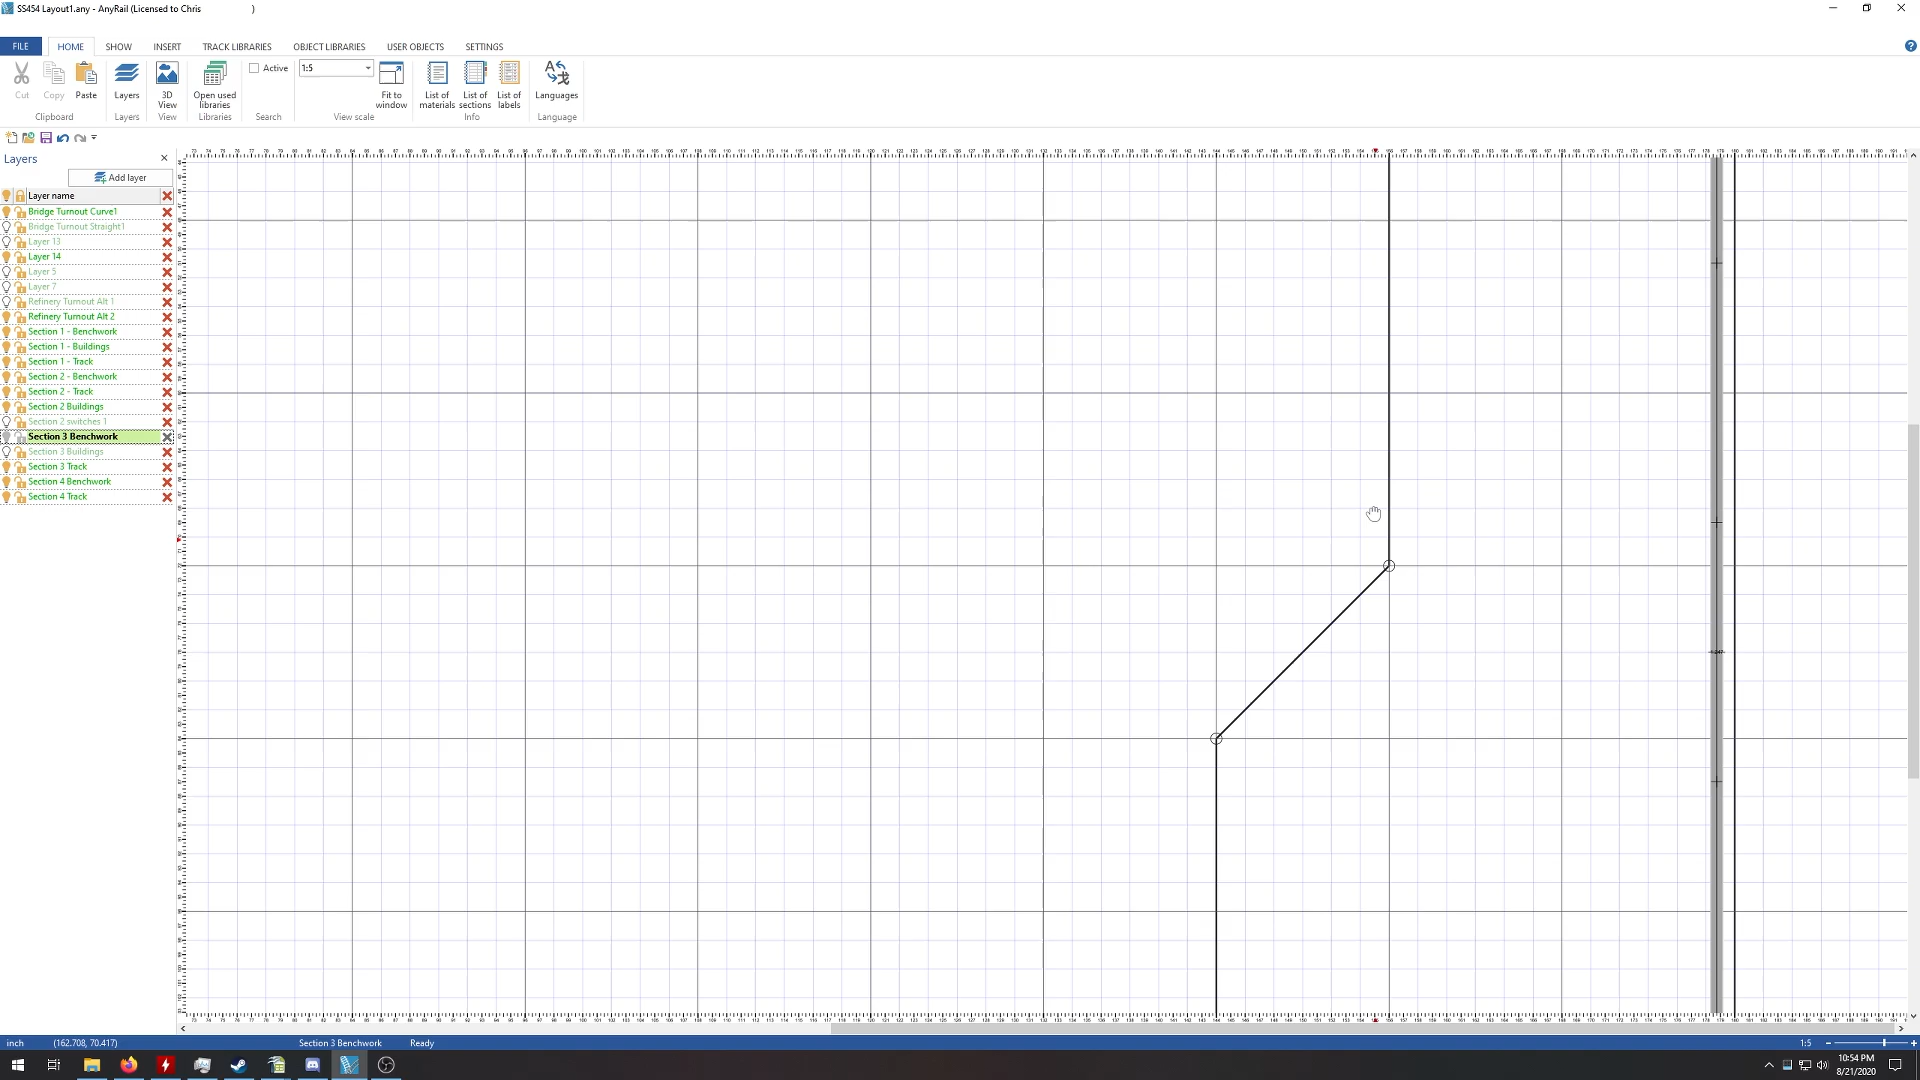 SS454 Layout1.any - AnyRail (Licensed to Chris )
FILE HOME SHOW INSERT TRACK LIBRARIES OBJECT LIBRARIES USER OBJECTS SETTINGS
Cut Copy Paste Layers 3D View Open used libraries Active 1:5 Fit to window List of materials List of sections List of labels Languages
Clipboard Layers View Libraries Search View scale Info Language
Layers
Add layer
Layer name
Bridge Turnout Curve1
Bridge Turnout Straight1
Layer 13
Layer 14
Layer 5
Layer 7
Refinery Turnout Alt 1
Refinery Turnout Alt 2
Section 1 - Benchwork
Section 1 - Buildings
Section 1 - Track
Section 2 - Benchwork
Section 2 - Track
Section 2 Buildings
Section 2 switches 1
Section 3 Benchwork
Section 3 Buildings
Section 3 Track
Section 4 Benchwork
Section 4 Track
inch (162.708, 70.417) Section 3 Benchwork Ready 1:5
10:54 PM
8/21/2020